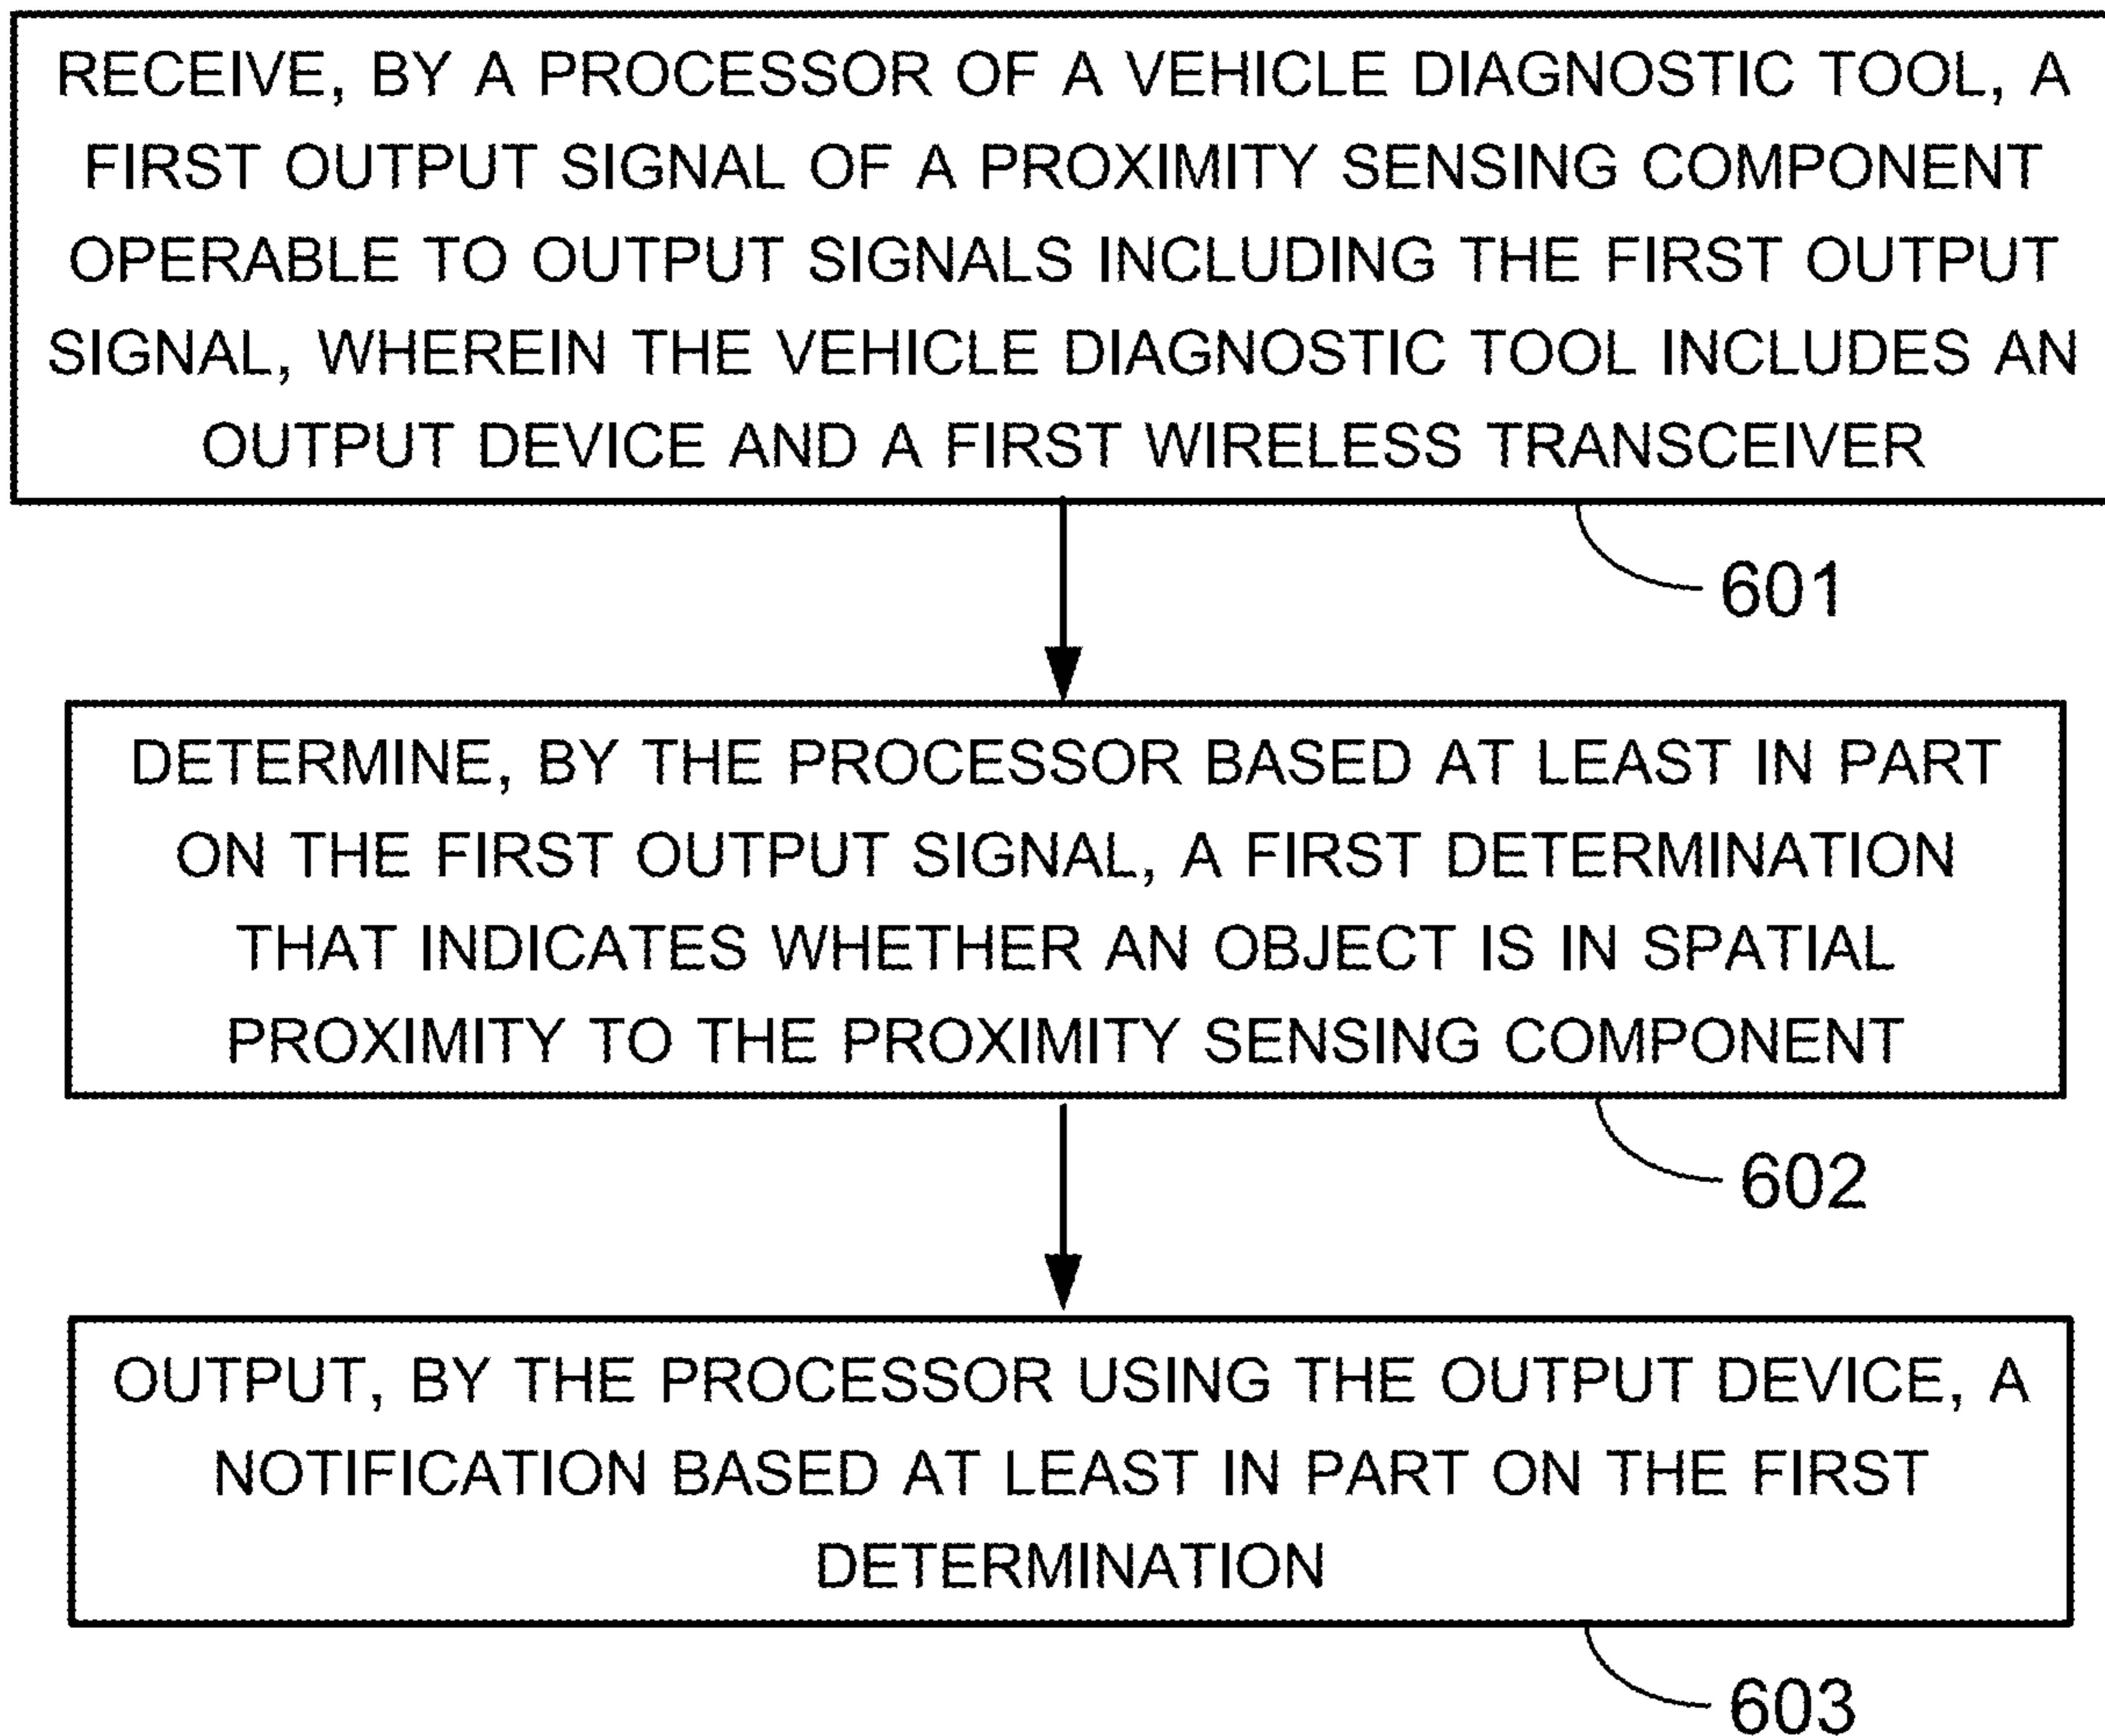 RECEIVE, BY A PROCESSOR OF A VEHICLE DIAGNOSTIC TOOL, A
FIRST OUTPUT SIGNAL OF A PROXIMITY SENSING COMPONENT
OPERABLE TO OUTPUT SIGNALS INCLUDING THE FIRST OUTPUT
SIGNAL, WHEREIN THE VEHICLE DIAGNOSTIC TOOL INCLUDES AN
OUTPUT DEVICE AND A FIRST WIRELESS TRANSCEIVER
601
DETERMINE, BY THE PROCESSOR BASED AT LEAST IN PART
ON THE FIRST OUTPUT SIGNAL, A FIRST DETERMINATION
THAT INDICATES WHETHER AN OBJECT IS IN SPATIAL
PROXIMITY TO THE PROXIMITY SENSING COMPONENT
602
OUTPUT, BY THE PROCESSOR USING THE OUTPUT DEVICE, A
NOTIFICATION BASED AT LEAST IN PART ON THE FIRST
DETERMINATION
603